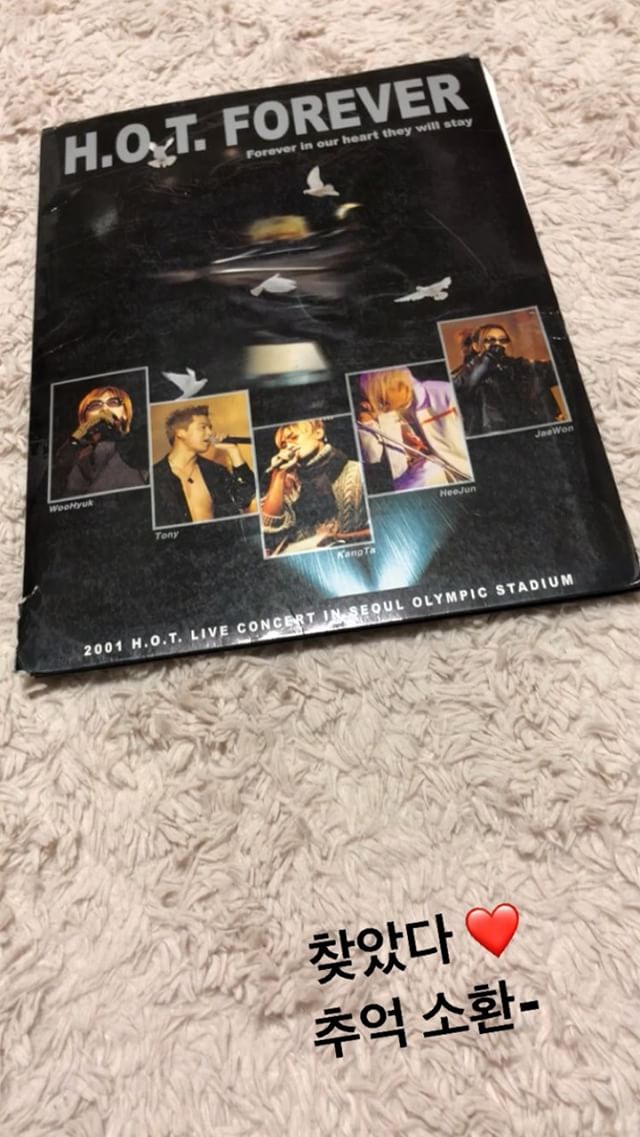 H.O.T. FOREVER
Forever in our heart they will stay
WooHyuk
Tony
KangTa
HeeJun
JaeWon
2001 H.O.T. LIVE CONCERT IN SEOUL OLYMPIC STADIUM
찾았다 ❤️
추억 소환-